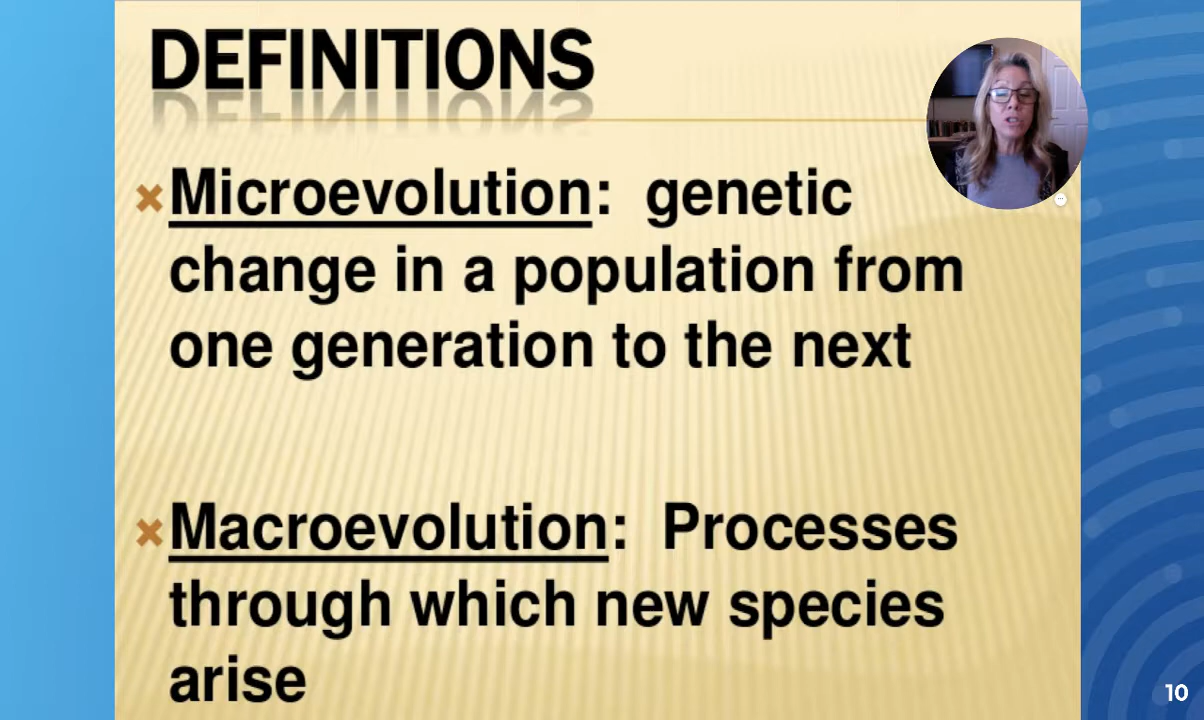 DEFINITIONS
Microevolution: genetic
change in a population from
one generation to the next
Macroevolution: Processes
through which new species
arise
10